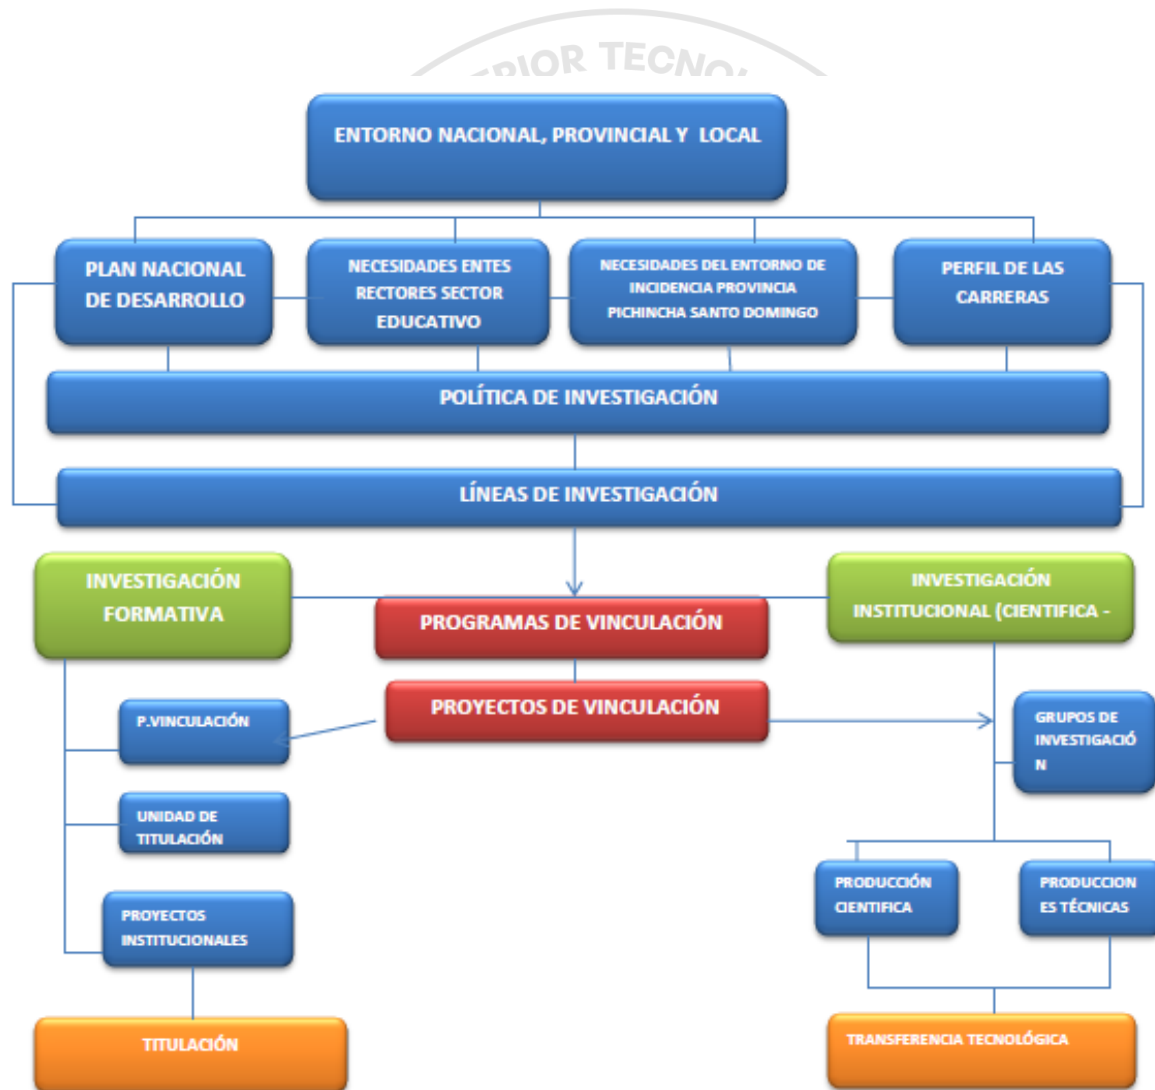 ERIOR TECNOL
ENTORNO NACIONAL, PROVINCIAL Y LOCAL
PLAN NACIONAL
DE DESARROLLO
NECESIDADES ENTES
RECTORES SECTOR
EDUCATIVO
NECESIDADES DEL ENTORNO DE
INCIDENCIA PROVINCIA
PICHINCHA SANTO DOMINGO
PERFIL DE LAS
CARRERAS
POLÍTICA DE INVESTIGACIÓN
LÍNEAS DE INVESTIGACIÓN
INVESTIGACIÓN
FORMATIVA
PROGRAMAS DE VINCULACIÓN
INVESTIGACIÓN
INSTITUCIONAL (CIENTIFICA -
PROYECTOS DE VINCULACIÓN
P.VINCULACIÓN
GRUPOS DE
INVESTIGACIÓ
N
UNIDAD DE
TITULACIÓN
PROYECTOS
INSTITUCIONALES
PRODUCCIÓN
CIENTIFICA
PRODUCCION
ES TÉCNICAS
TITULACIÓN
TRANSFERENCIA TECNOLÓGICA